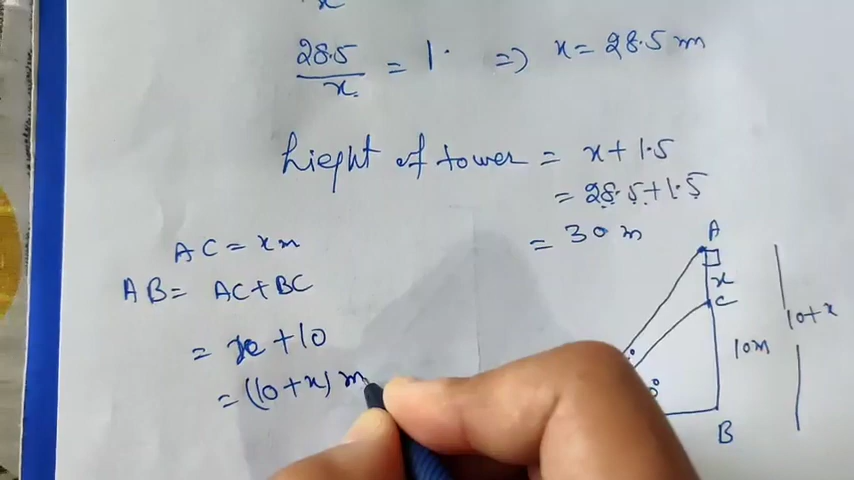 x
28.5 / x = 1. => x = 28.5 m
hieght of tower = x + 1.5
= 28.5 + 1.5
= 30 m
AC = x m
AB = AC + BC
= x + 10
= (10 + x) m
A
x
C
10 + x
10m
B